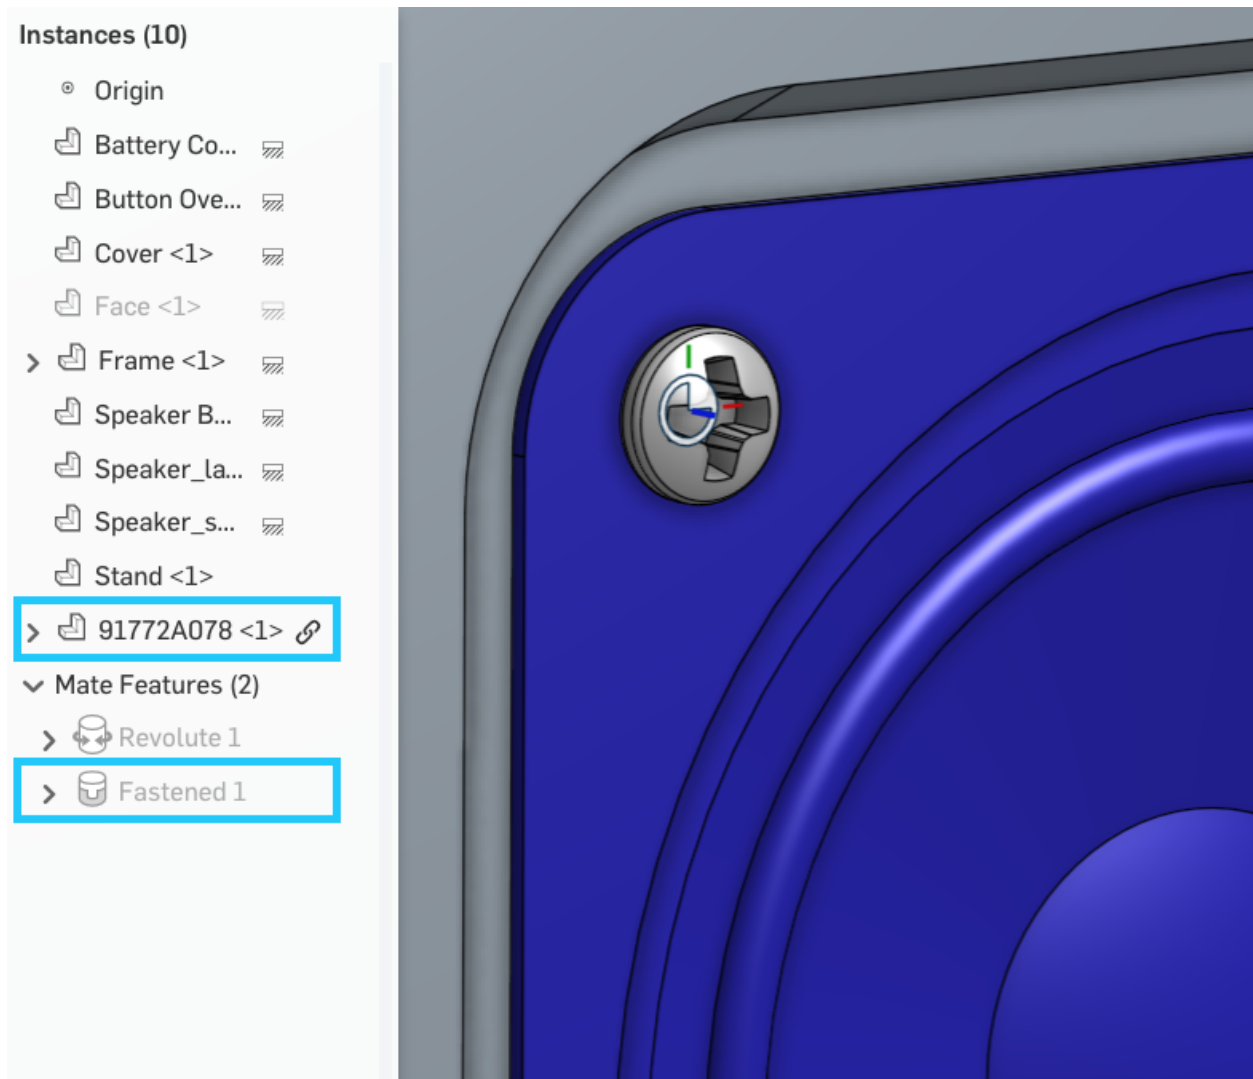 Instances (10)
Origin
Battery Co...
Button Ove...
Cover <1>
Face <1>
Frame <1>
Speaker B...
Speaker_la...
Speaker_s...
Stand <1>
91772A078 <1>
Mate Features (2)
Revolute 1
Fastened 1